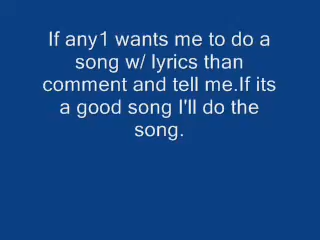 If any1 wants me to do a
song w/ lyrics than
comment and tell me.If its
a good song I'll do the
song.